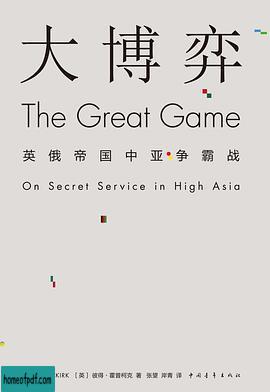 大博弈
The Great Game
英俄帝国中亚争霸战
On Secret Service in High Asia
KIRK [英] 彼得·霍普柯克 / 张望 岸青 译 中国青年出版社
homeofpdf.com